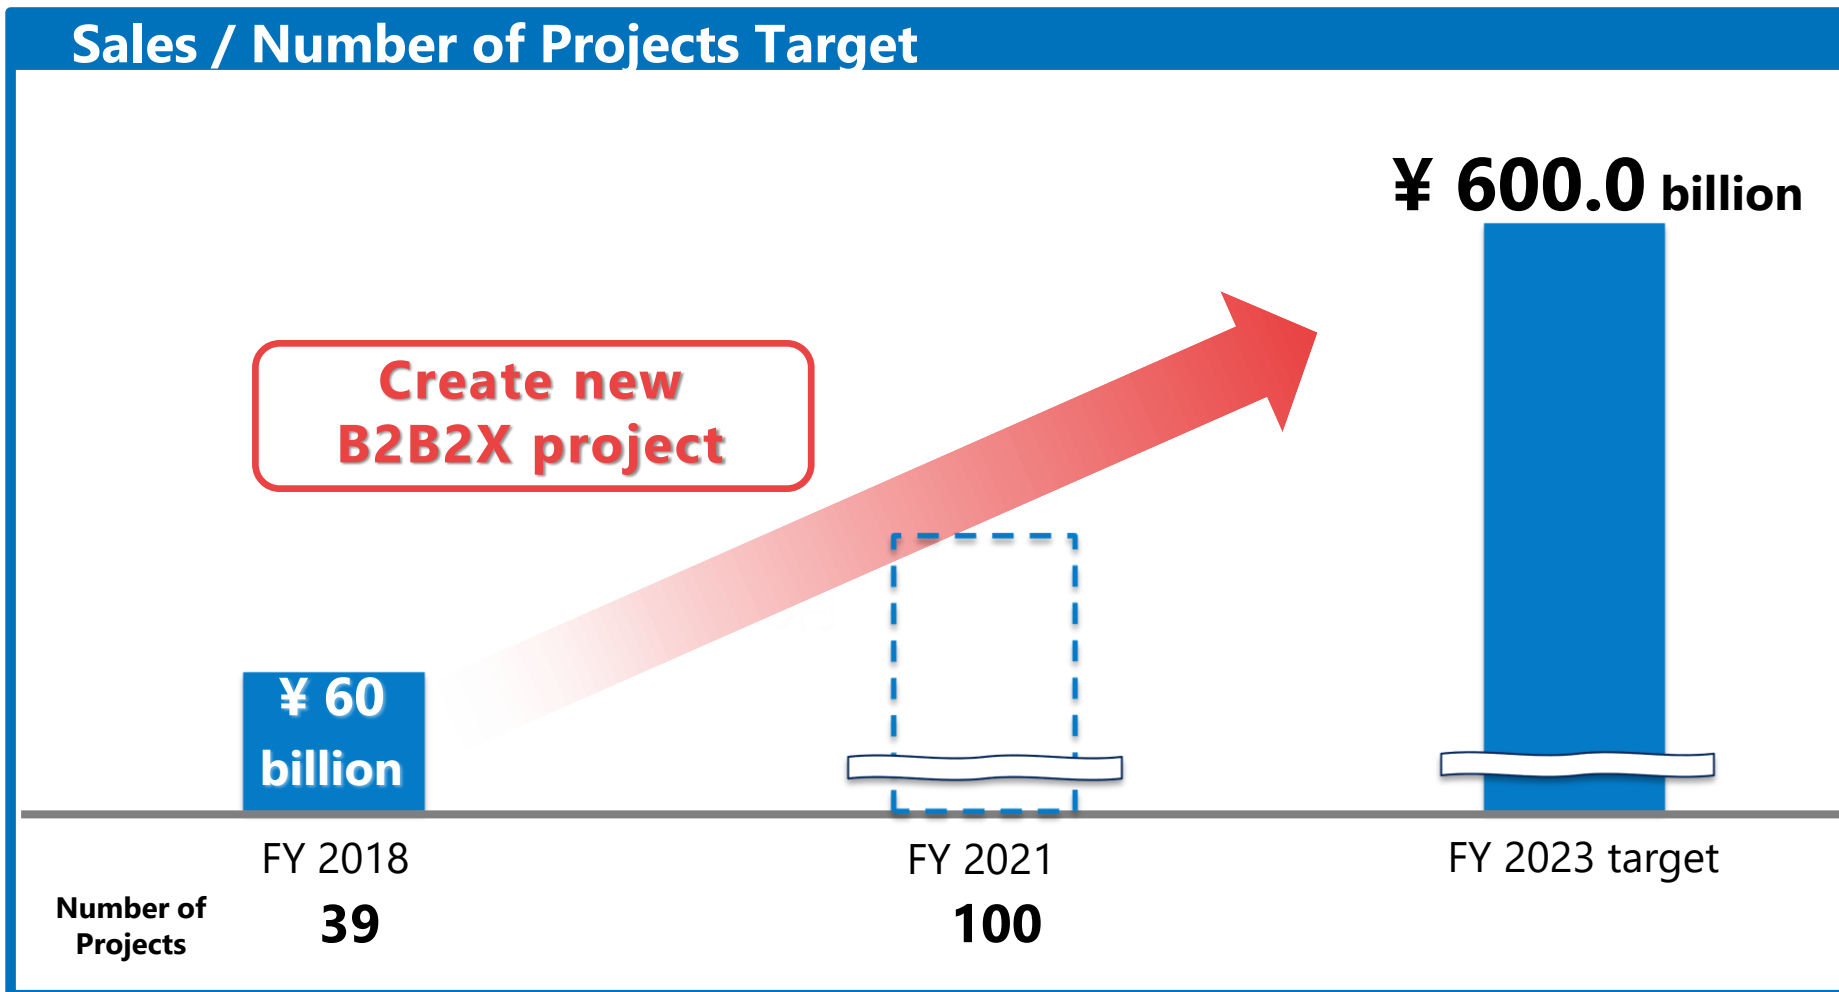 Sales / Number of Projects Target
¥ 600.0 billion
Create new
B2B2X project
¥ 60
billion
FY 2018
FY 2021
FY 2023 target
Number of
Projects
39
100